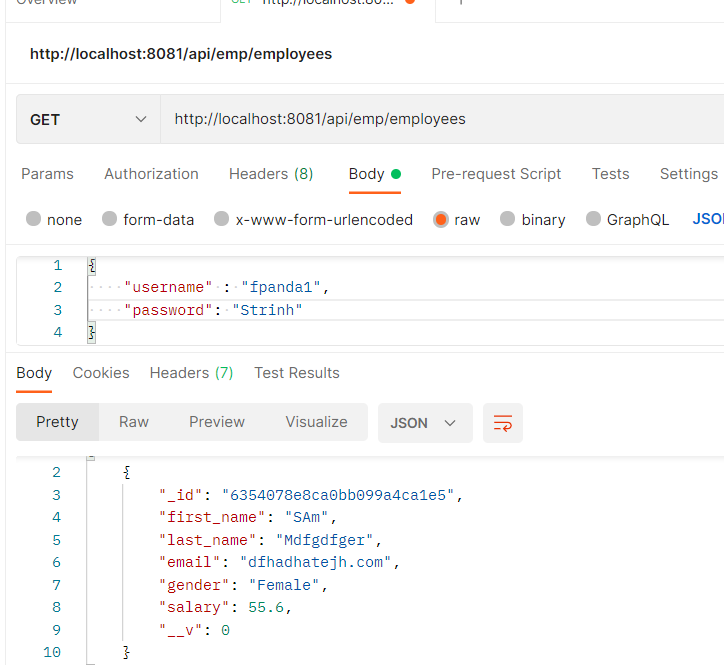 Overview GET http://localhost:80...
http://localhost:8081/api/emp/employees
GET http://localhost:8081/api/emp/employees
Params Authorization Headers (8) Body Pre-request Script Tests Settings
none form-data x-www-form-urlencoded raw binary GraphQL JSO
1 {
2 "username" : "fpanda1",
3 "password": "Strinh"
4 }
Body Cookies Headers (7) Test Results
Pretty Raw Preview Visualize JSON
2 {
3 "_id": "6354078e8ca0bb099a4ca1e5",
4 "first_name": "SAm",
5 "last_name": "Mdfgdfger",
6 "email": "dfhadhatejh.com",
7 "gender": "Female",
8 "salary": 55.6,
9 "__v": 0
10 }